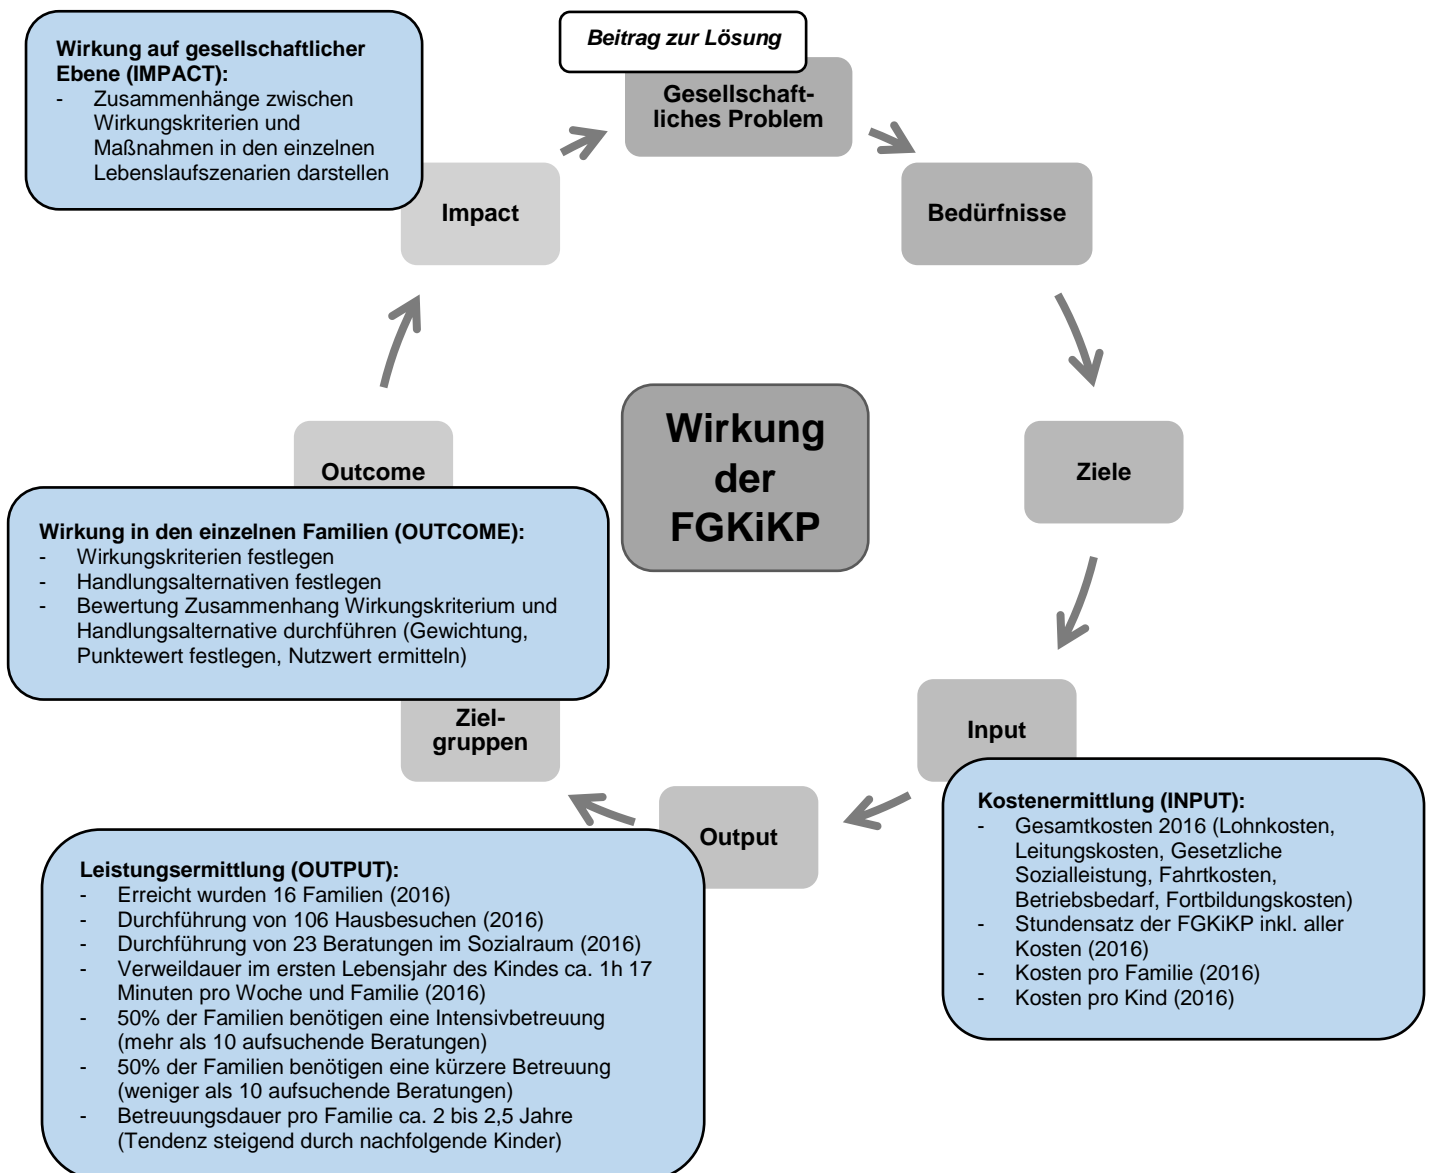 Wirkung auf gesellschaftlicher
Ebene (IMPACT):
- Zusammenhänge zwischen
Wirkungskriterien und
Maßnahmen in den einzelnen
Lebenslaufszenarien darstellen
Beitrag zur Lösung
Gesellschaft-
liches Problem
Impact
Bedürfnisse
Wirkung
der
FGKiKP
Outcome
Ziele
Wirkung in den einzelnen Familien (OUTCOME):
- Wirkungskriterien festlegen
- Handlungsalternativen festlegen
- Bewertung Zusammenhang Wirkungskriterium und
Handlungsalternative durchführen (Gewichtung,
Punktewert festlegen, Nutzwert ermitteln)
Ziel-
gruppen
Input
Kostenermittlung (INPUT):
- Gesamtkosten 2016 (Lohnkosten,
Leitungskosten, Gesetzliche
Sozialleistung, Fahrtkosten,
Betriebsbedarf, Fortbildungskosten)
- Stundensatz der FGKiKP inkl. aller
Kosten (2016)
- Kosten pro Familie (2016)
- Kosten pro Kind (2016)
Output
Leistungsermittlung (OUTPUT):
- Erreicht wurden 16 Familien (2016)
- Durchführung von 106 Hausbesuchen (2016)
- Durchführung von 23 Beratungen im Sozialraum (2016)
- Verweildauer im ersten Lebensjahr des Kindes ca. 1h 17
Minuten pro Woche und Familie (2016)
- 50% der Familien benötigen eine Intensivbetreuung
(mehr als 10 aufsuchende Beratungen)
- 50% der Familien benötigen eine kürzere Betreuung
(weniger als 10 aufsuchende Beratungen)
- Betreuungsdauer pro Familie ca. 2 bis 2,5 Jahre
(Tendenz steigend durch nachfolgende Kinder)